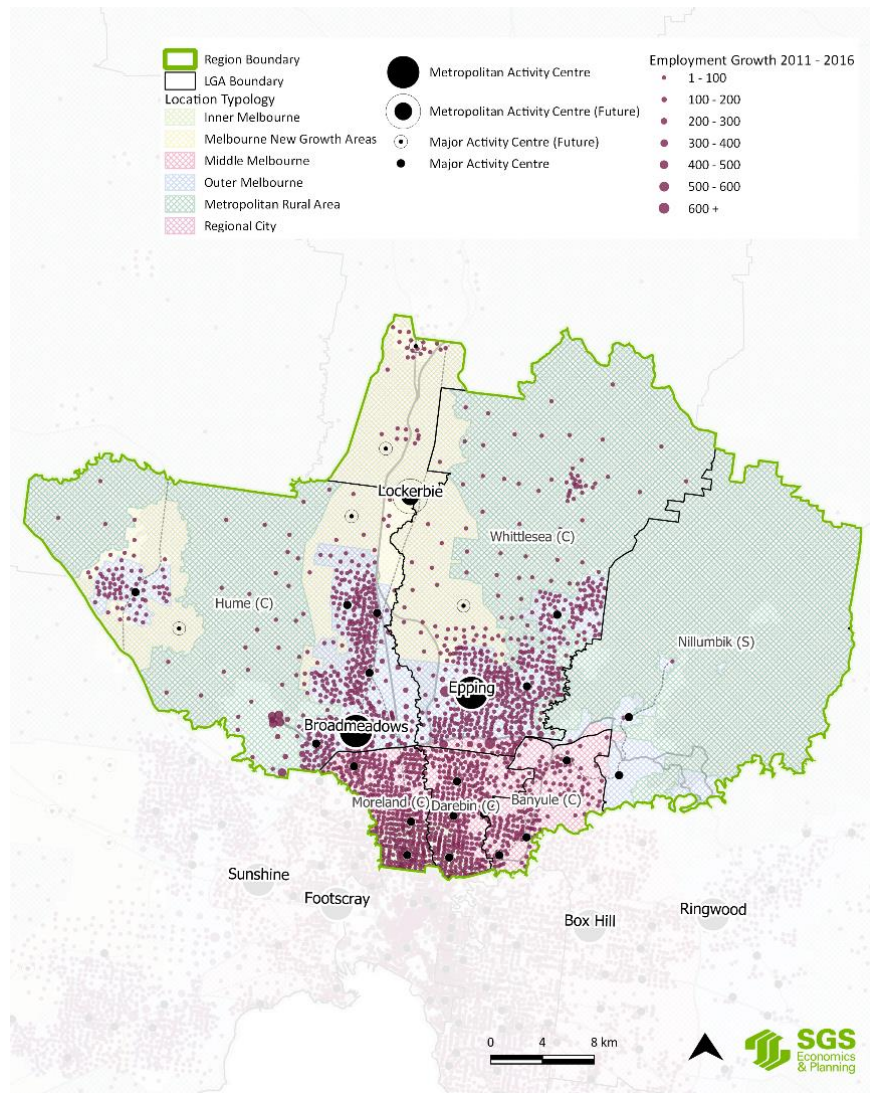 Region Boundary
LGA Boundary
Location Typology
Inner Melbourne
Melbourne New Growth Areas
Middle Melbourne
Outer Melbourne
Metropolitan Rural Area
Regional City
Metropolitan Activity Centre
Metropolitan Activity Centre (Future)
Major Activity Centre (Future)
Major Activity Centre
Employment Growth 2011 - 2016
1 - 100
100 - 200
200 - 300
300 - 400
400 - 500
500 - 600
600 +
Lockerbie
Whittlesea (C)
Hume (C)
Nillumbik (S)
Epping
Broadmeadows
Moreland (C)
Darebin (C)
Banyule (C)
Sunshine
Footscray
Box Hill
Ringwood
0 4 8 km
SGS
Economics
& Planning